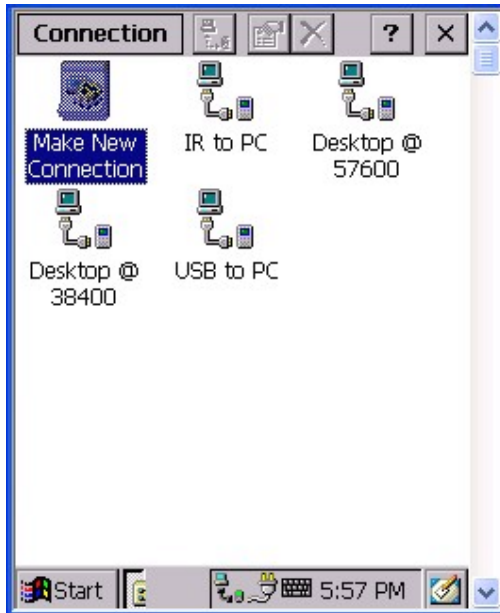 Connection ? ×
Make New IR to PC Desktop @
Connection 57600
Desktop @ USB to PC
38400
Start 5:57 PM